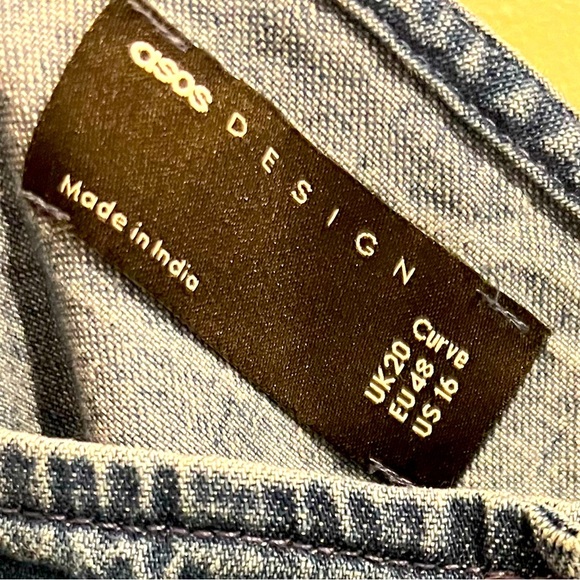 asos DESIGN
Made in India
Curve
UK 20
EU 48
US 16